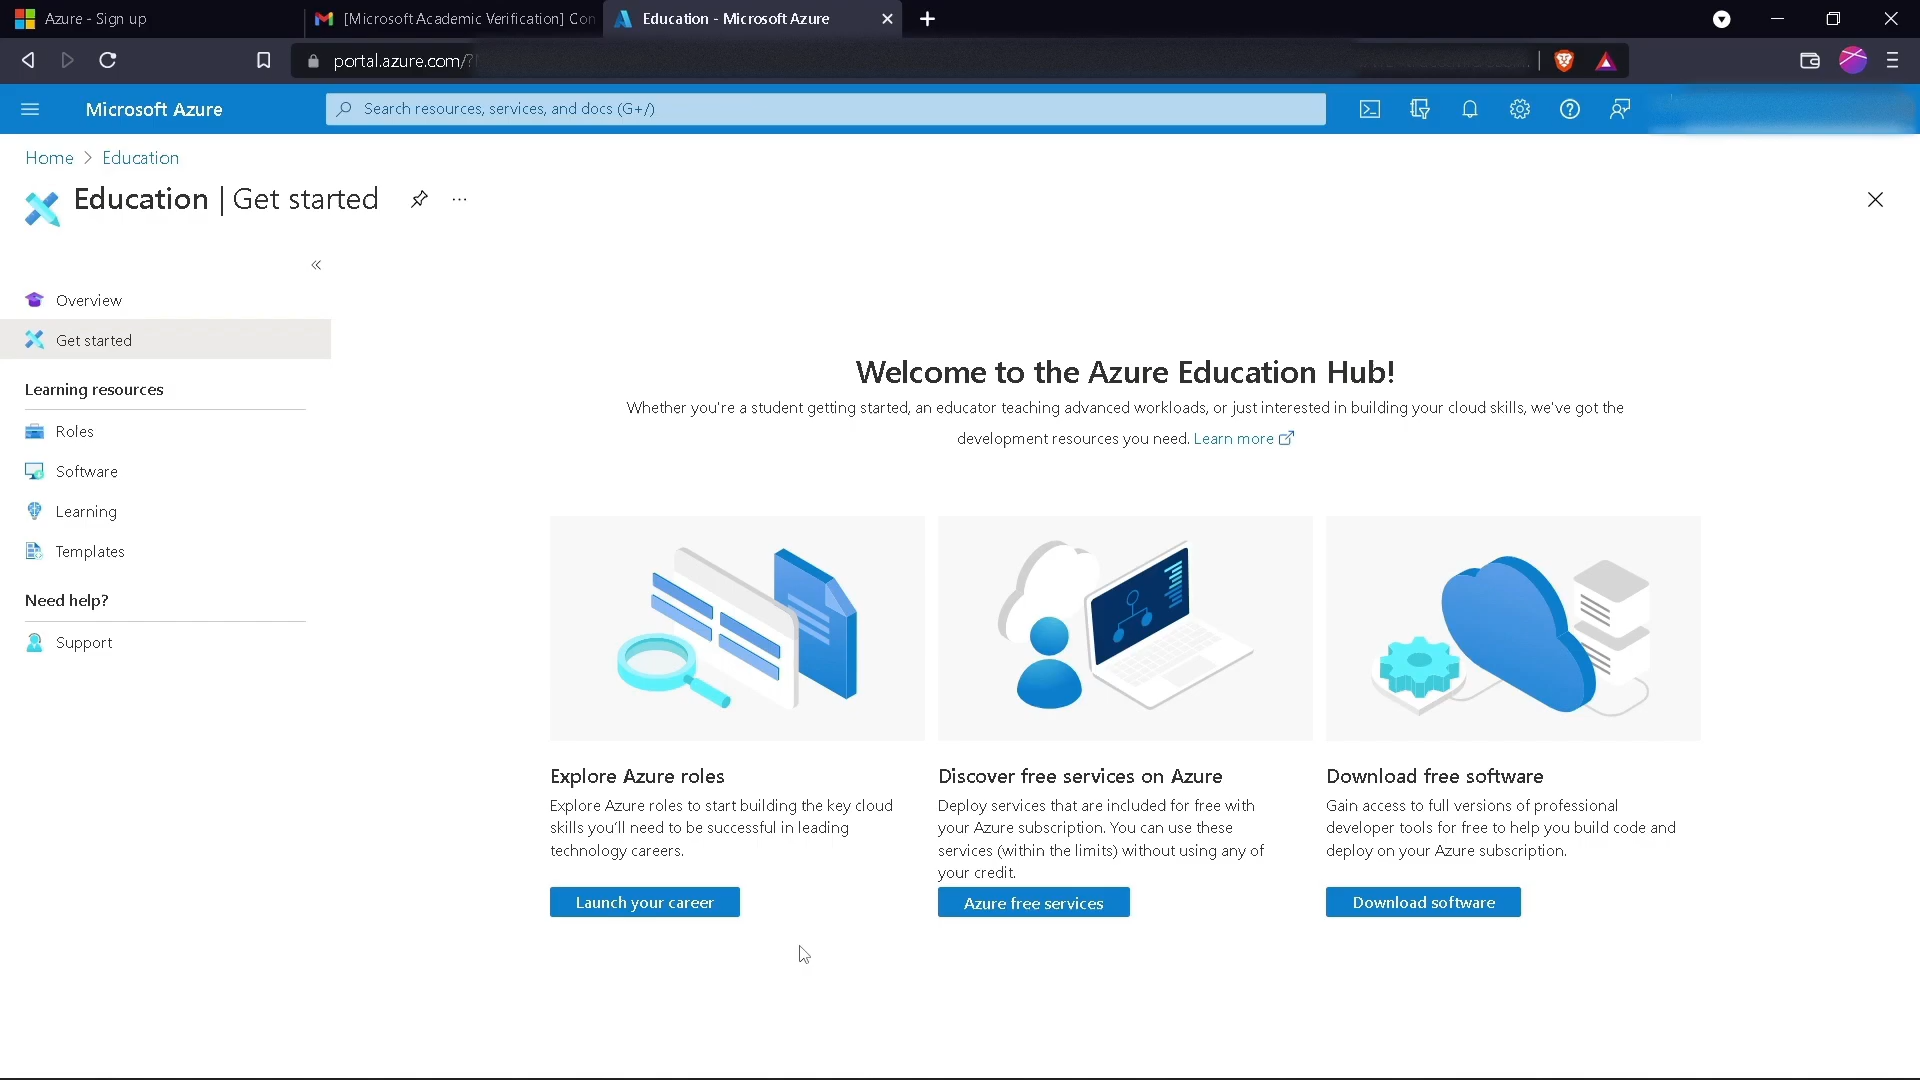 Azure - Sign up
[Microsoft Academic Verification] Con
Education - Microsoft Azure
portal.azure.com/?
Microsoft Azure
Search resources, services, and docs (G+/)
Home > Education
Education | Get started
Overview
Get started
Learning resources
Roles
Software
Learning
Templates
Need help?
Support
Welcome to the Azure Education Hub!
Whether you're a student getting started, an educator teaching advanced workloads, or just interested in building your cloud skills, we've got the
development resources you need. Learn more
Explore Azure roles
Explore Azure roles to start building the key cloud
skills you'll need to be successful in leading
technology careers.
Launch your career
Discover free services on Azure
Deploy services that are included for free with
your Azure subscription. You can use these
services (within the limits) without using any of
your credit.
Azure free services
Download free software
Gain access to full versions of professional
developer tools for free to help you build code and
deploy on your Azure subscription.
Download software